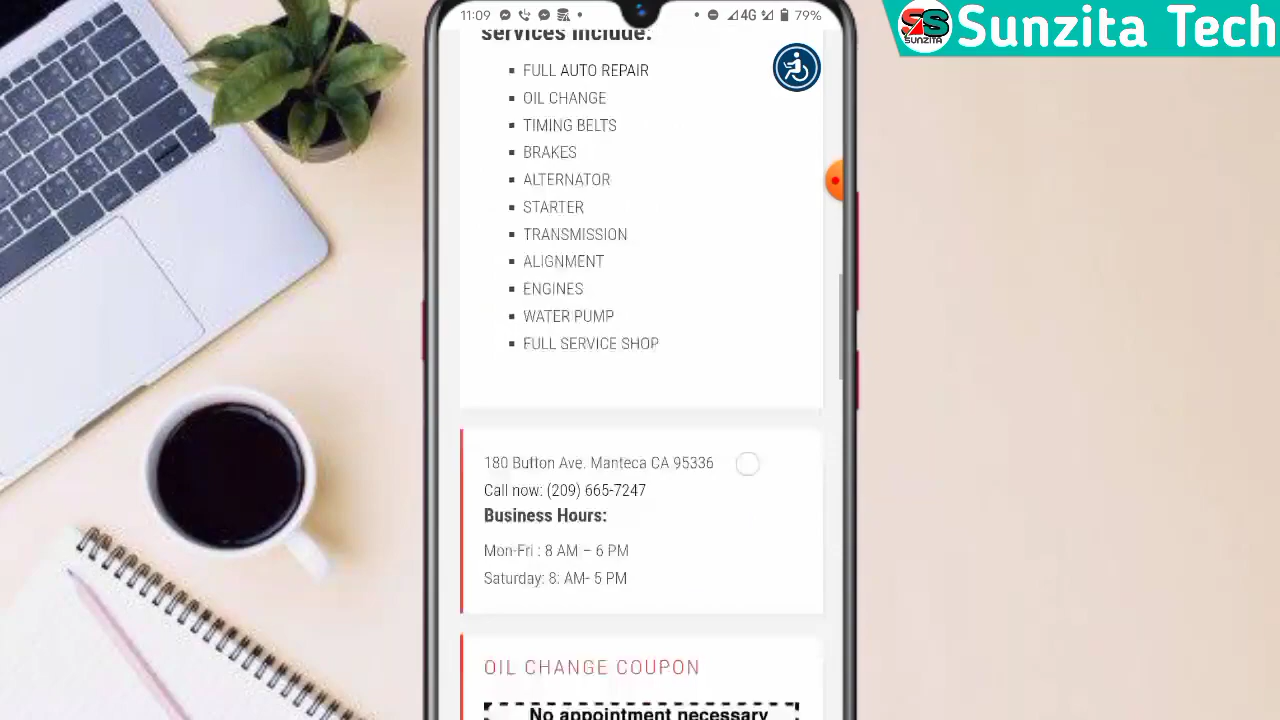 11:09 4G 79%
SUNZITA
Sunzita Tech
services include:
FULL AUTO REPAIR
OIL CHANGE
TIMING BELTS
BRAKES
ALTERNATOR
STARTER
TRANSMISSION
ALIGNMENT
ENGINES
WATER PUMP
FULL SERVICE SHOP
180 Button Ave. Manteca CA 95336
Call now: (209) 665-7247
Business Hours:
Mon-Fri : 8 AM – 6 PM
Saturday: 8: AM- 5 PM
OIL CHANGE COUPON
No appointment necessary